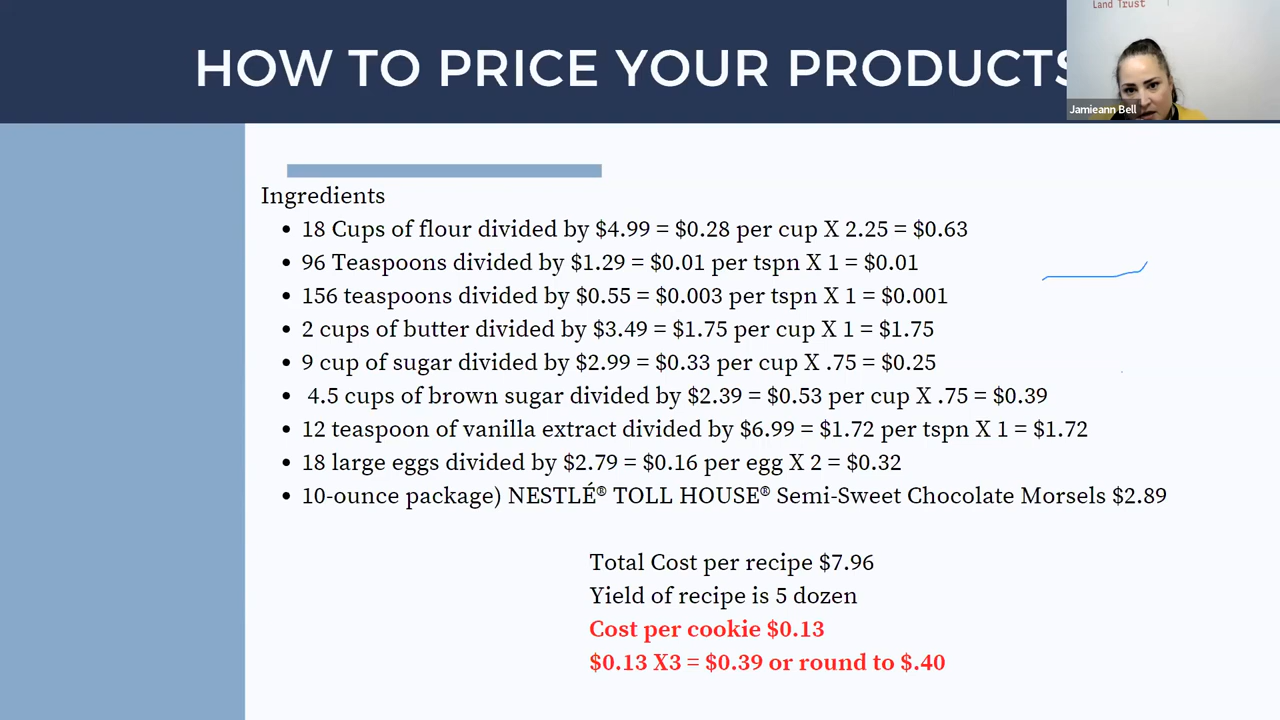 Land Trust
HOW TO PRICE YOUR PRODUCTS
Jamieann Bell
Ingredients
• 18 Cups of flour divided by $4.99 = $0.28 per cup X 2.25 = $0.63
• 96 Teaspoons divided by $1.29 = $0.01 per tspn X 1 = $0.01
• 156 teaspoons divided by $0.55 = $0.003 per tspn X 1 = $0.001
• 2 cups of butter divided by $3.49 = $1.75 per cup X 1 = $1.75
• 9 cup of sugar divided by $2.99 = $0.33 per cup X .75 = $0.25
• 4.5 cups of brown sugar divided by $2.39 = $0.53 per cup X .75 = $0.39
• 12 teaspoon of vanilla extract divided by $6.99 = $1.72 per tspn X 1 = $1.72
• 18 large eggs divided by $2.79 = $0.16 per egg X 2 = $0.32
• 10-ounce package) NESTLÉ® TOLL HOUSE® Semi-Sweet Chocolate Morsels $2.89
Total Cost per recipe $7.96
Yield of recipe is 5 dozen
Cost per cookie $0.13
$0.13 X3 = $0.39 or round to $.40